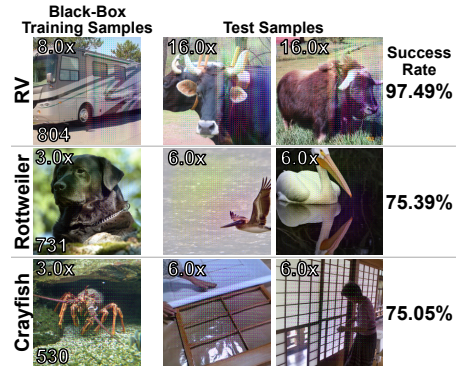 Black-Box
Training Samples
Test Samples
8.0x
16.0x
16.0x
RV
804
Success
Rate
97.49%
3.0x
6.0x
6.0x
Rottweiler
731
75.39%
3.0x
6.0x
6.0x
Crayfish
530
75.05%